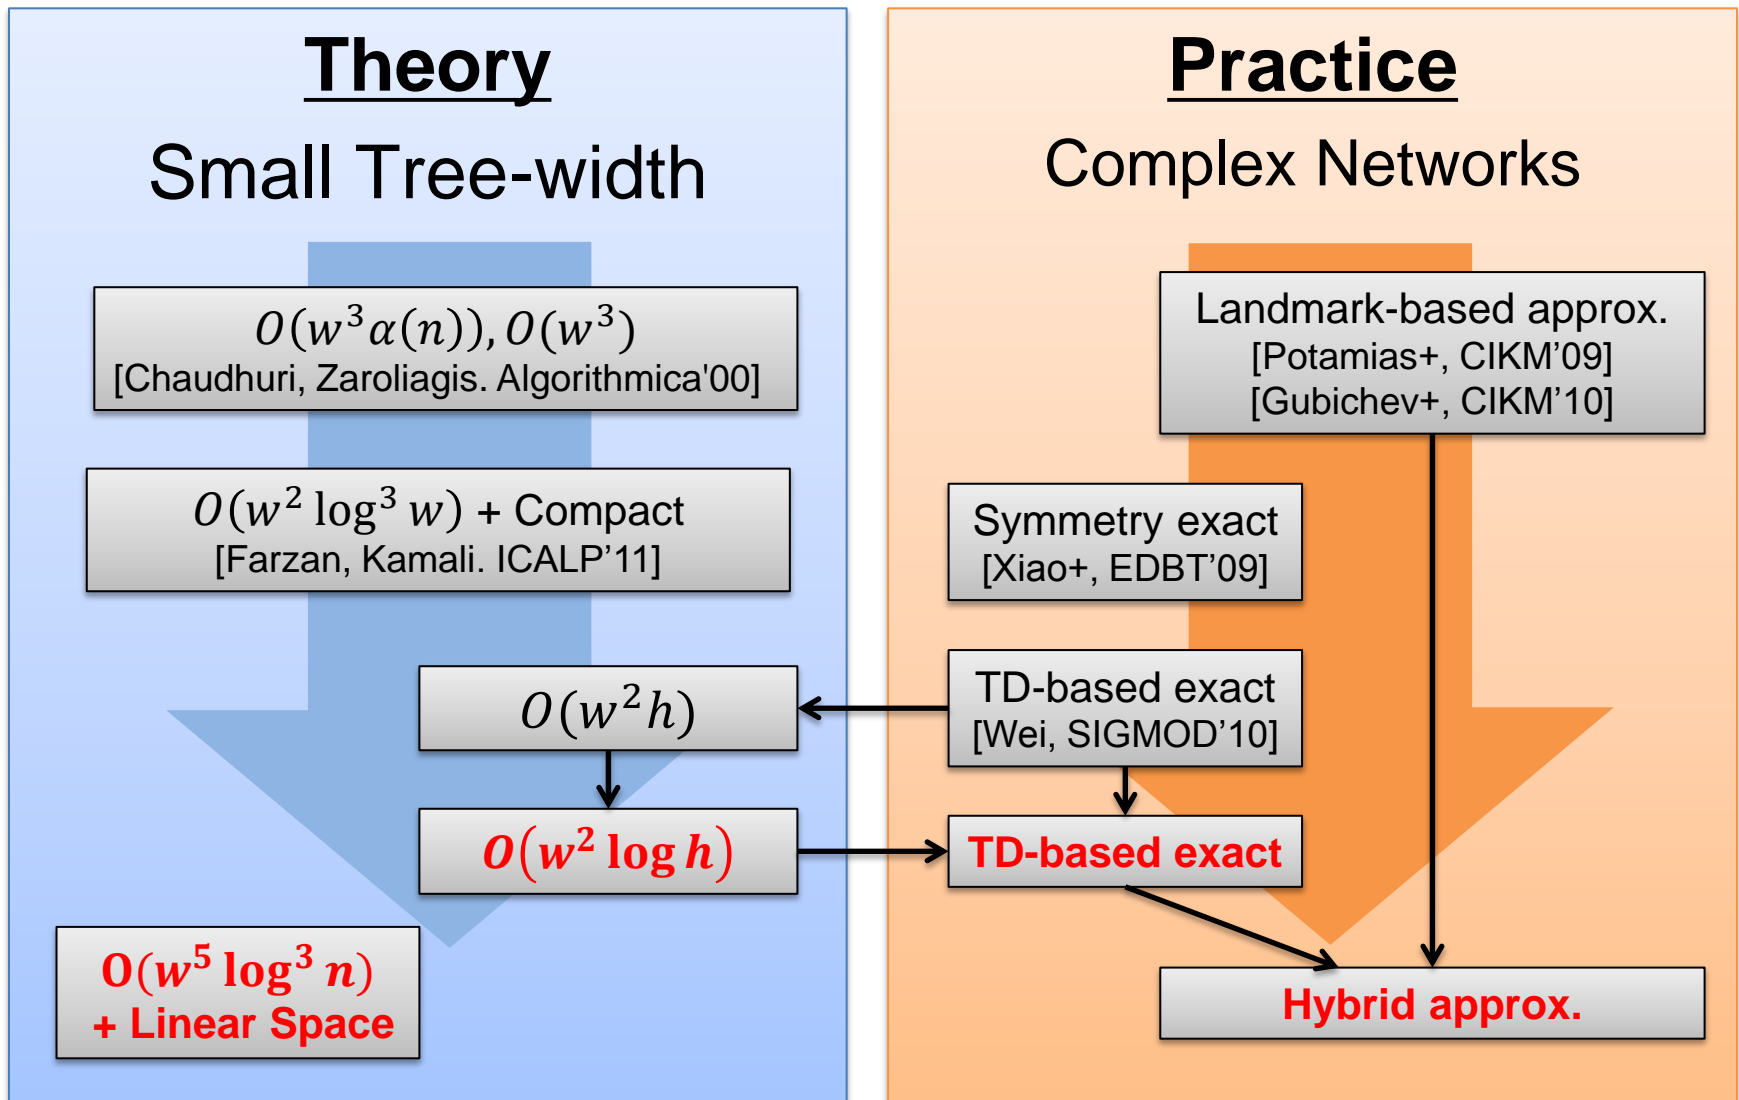 Theory
Small Tree-width
O(w³α(n)), O(w³)
[Chaudhuri, Zaroliagis. Algorithmica'00]
O(w² log³ w) + Compact
[Farzan, Kamali. ICALP’11]
O(w²h)
O(w² log h)
O(w⁵ log³ n)
+ Linear Space
Practice
Complex Networks
Landmark-based approx.
[Potamias+, CIKM’09]
[Gubichev+, CIKM’10]
Symmetry exact
[Xiao+, EDBT’09]
TD-based exact
[Wei, SIGMOD’10]
TD-based exact
Hybrid approx.